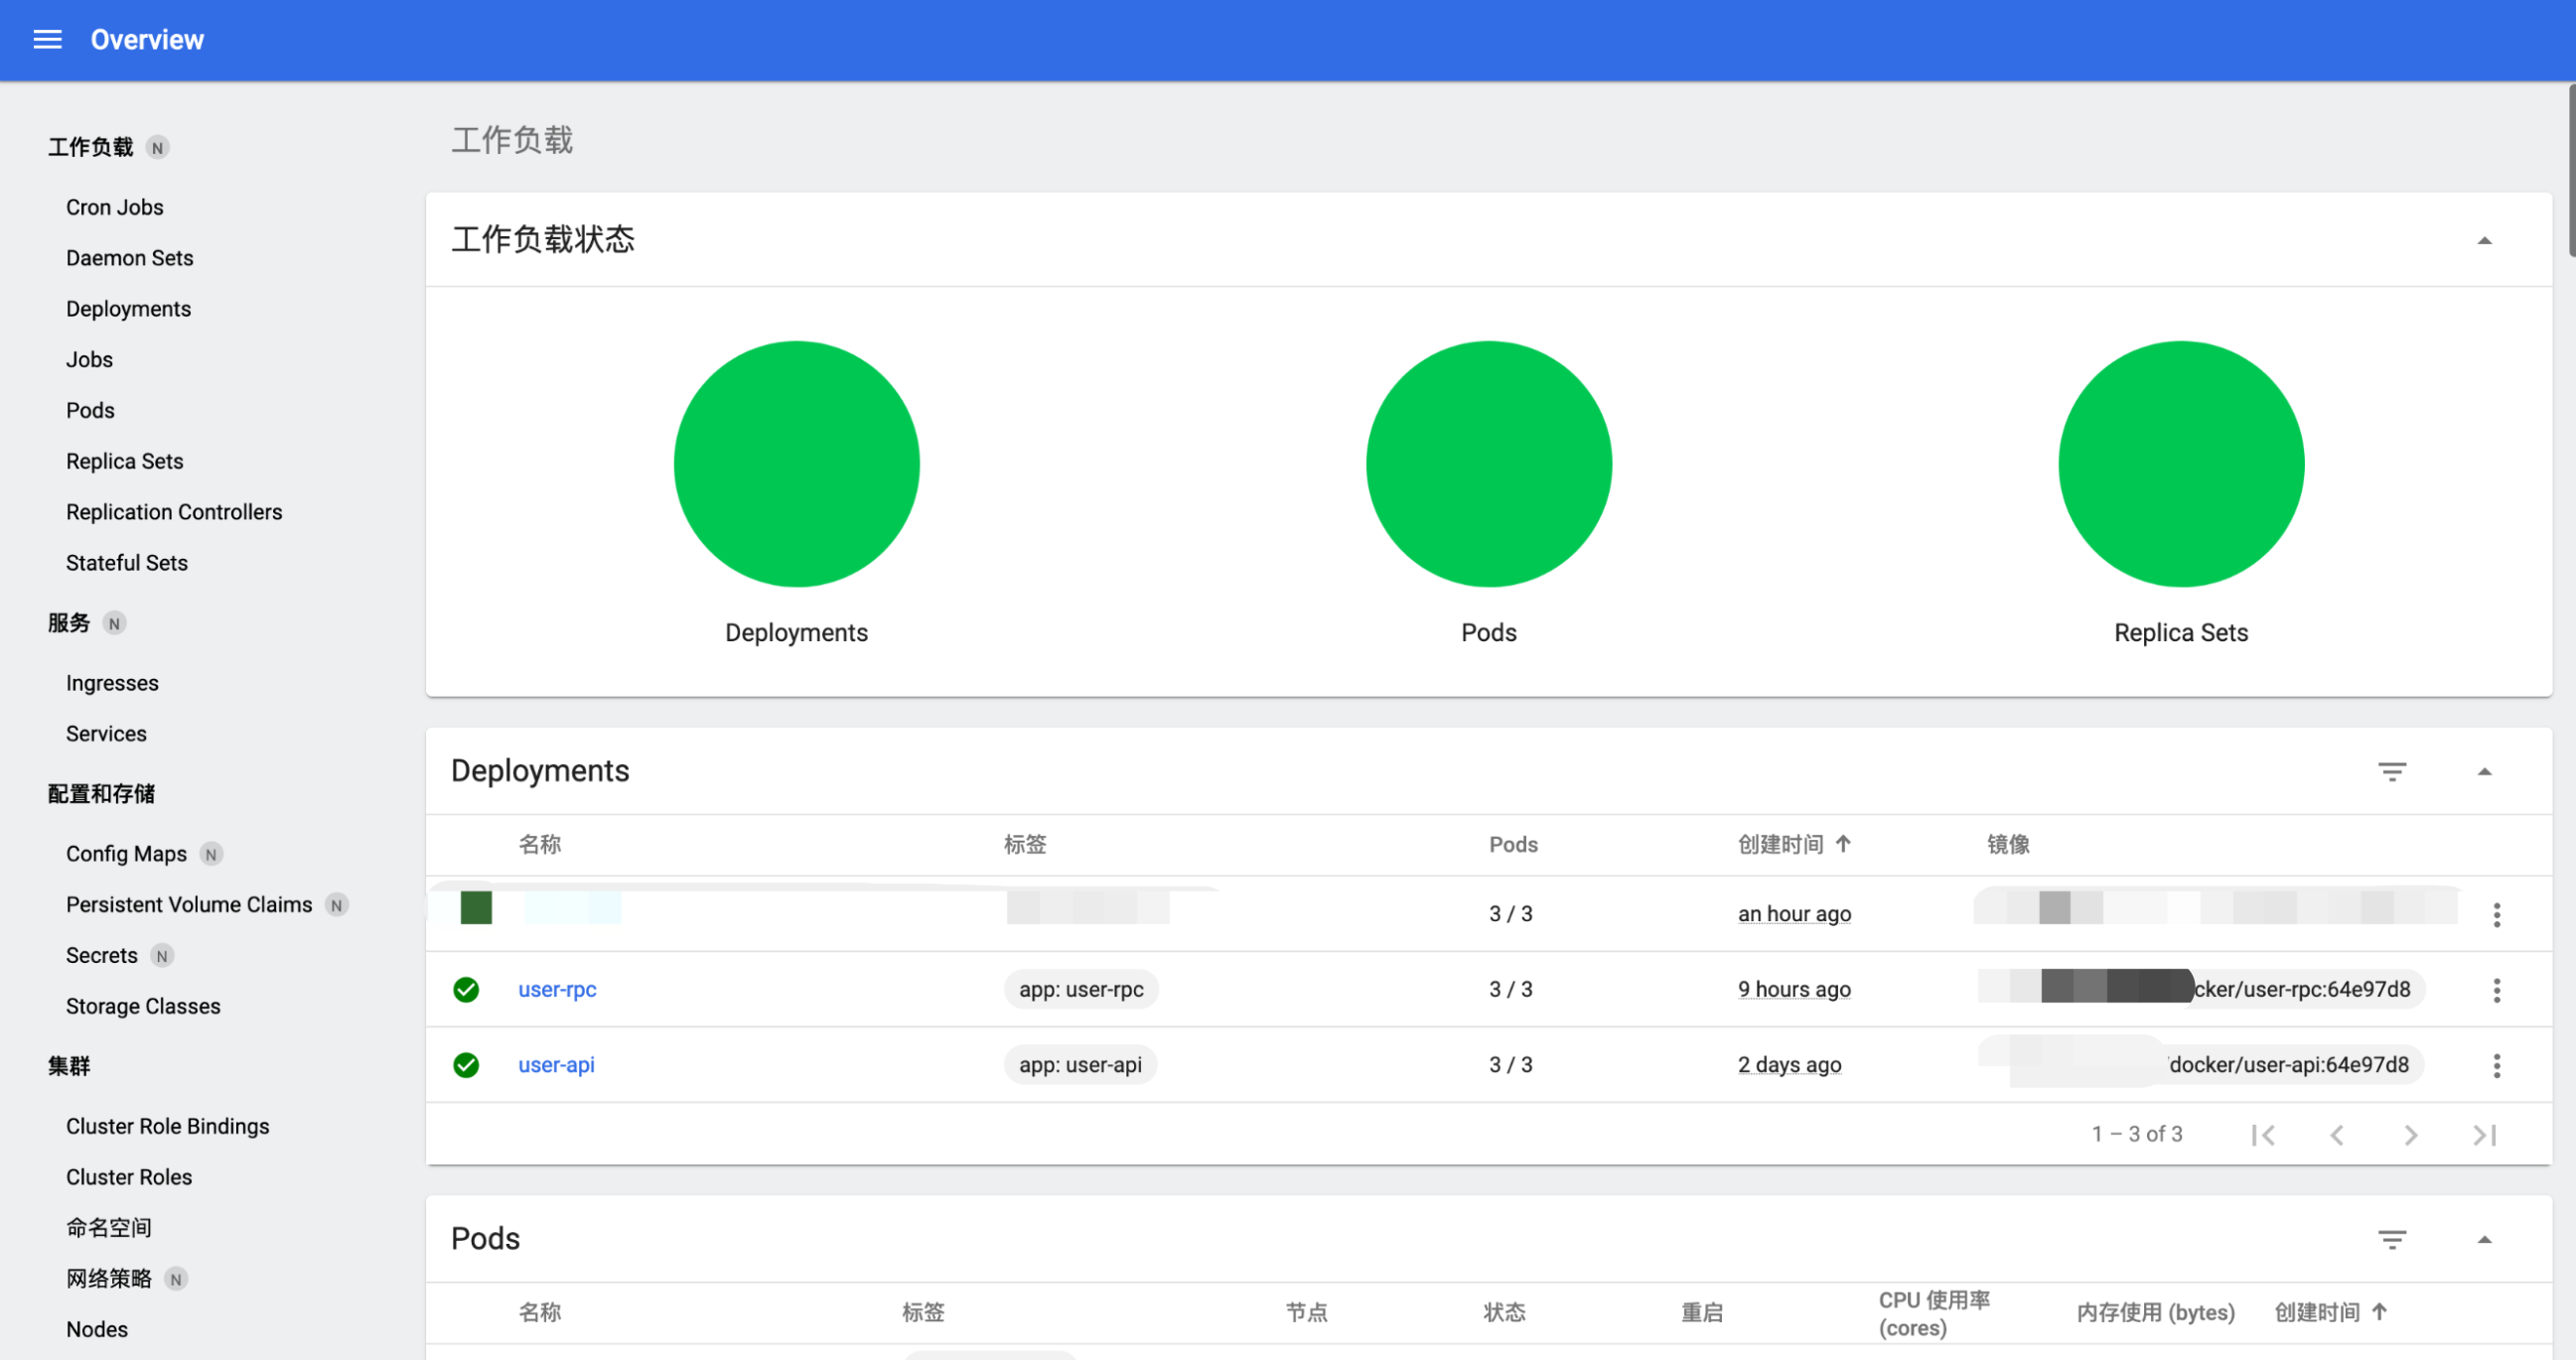 Overview
工作负载 N
Cron Jobs
Daemon Sets
Deployments
Jobs
Pods
Replica Sets
Replication Controllers
Stateful Sets
服务 N
Ingresses
Services
配置和存储
Config Maps N
Persistent Volume Claims N
Secrets N
Storage Classes
集群
Cluster Role Bindings
Cluster Roles
命名空间
网络策略 N
Nodes
工作负载
工作负载状态
Deployments
Pods
Replica Sets
Deployments
名称 标签 Pods 创建时间 镜像
3 / 3 an hour ago
user-rpc app: user-rpc 3 / 3 9 hours ago cker/user-rpc:64e97d8
user-api app: user-api 3 / 3 2 days ago /docker/user-api:64e97d8
1 – 3 of 3
Pods
名称 标签 节点 状态 重启 CPU 使用率 (cores) 内存使用 (bytes) 创建时间